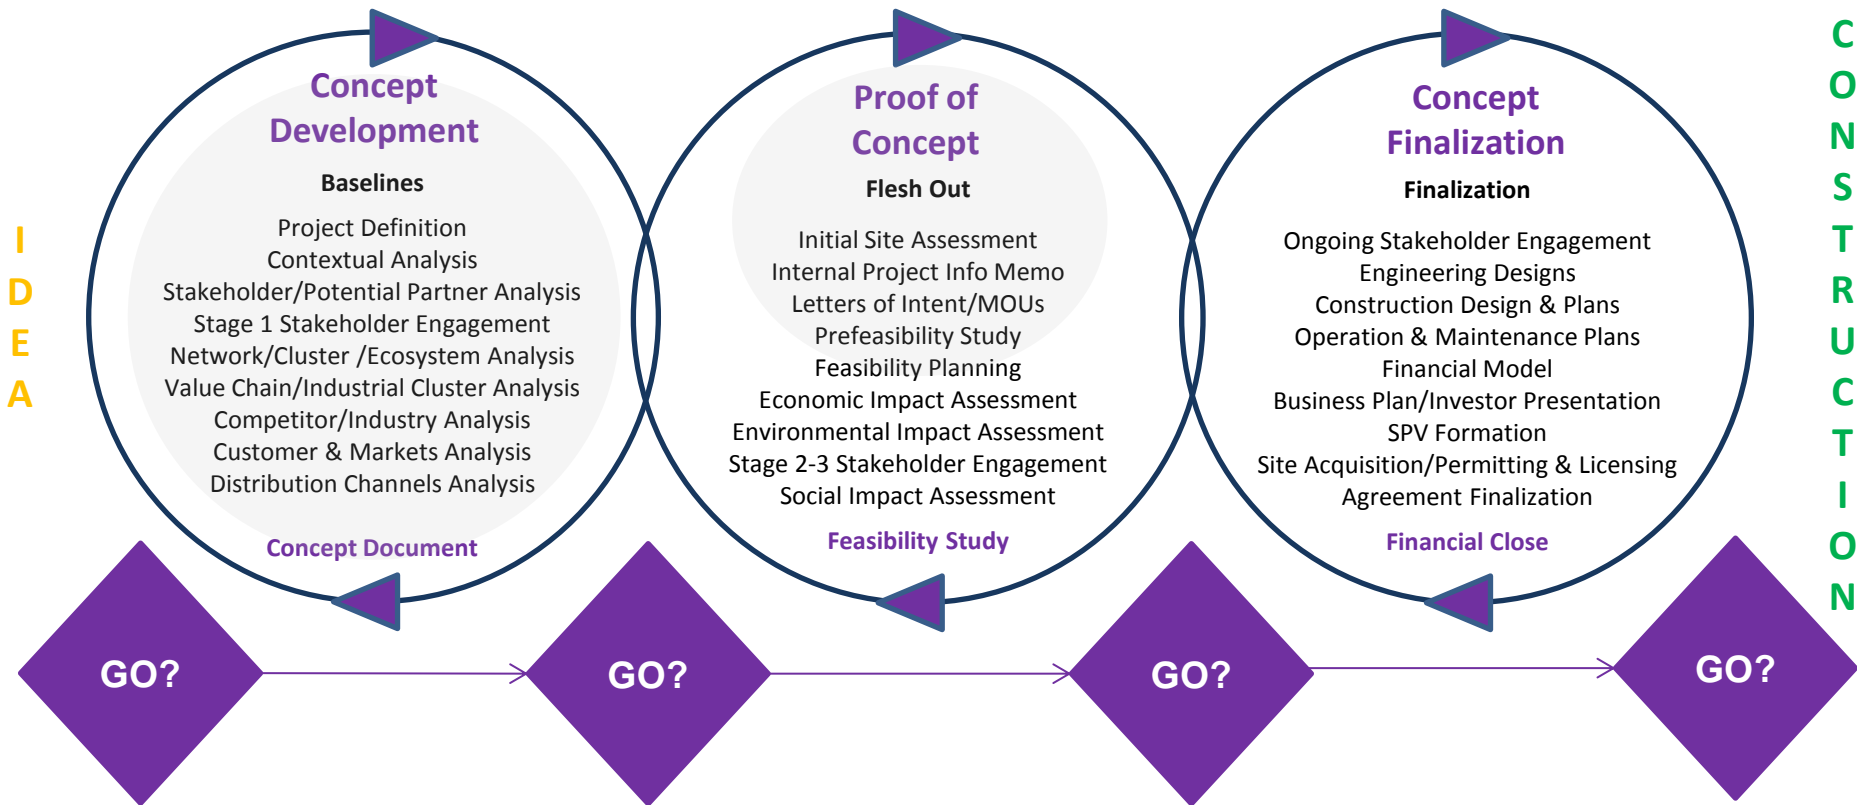 IDEA
Concept
Development
Baselines
Project Definition
Contextual Analysis
Stakeholder/Potential Partner Analysis
Stage 1 Stakeholder Engagement
Network/Cluster /Ecosystem Analysis
Value Chain/Industrial Cluster Analysis
Competitor/Industry Analysis
Customer & Markets Analysis
Distribution Channels Analysis
Concept Document
Proof of
Concept
Flesh Out
Initial Site Assessment
Internal Project Info Memo
Letters of Intent/MOUs
Prefeasibility Study
Feasibility Planning
Economic Impact Assessment
Environmental Impact Assessment
Stage 2-3 Stakeholder Engagement
Social Impact Assessment
Feasibility Study
Concept
Finalization
Finalization
Ongoing Stakeholder Engagement
Engineering Designs
Construction Design & Plans
Operation & Maintenance Plans
Financial Model
Business Plan/Investor Presentation
SPV Formation
Site Acquisition/Permitting & Licensing
Agreement Finalization
Financial Close
CONSTRUCTION
GO?
GO?
GO?
GO?